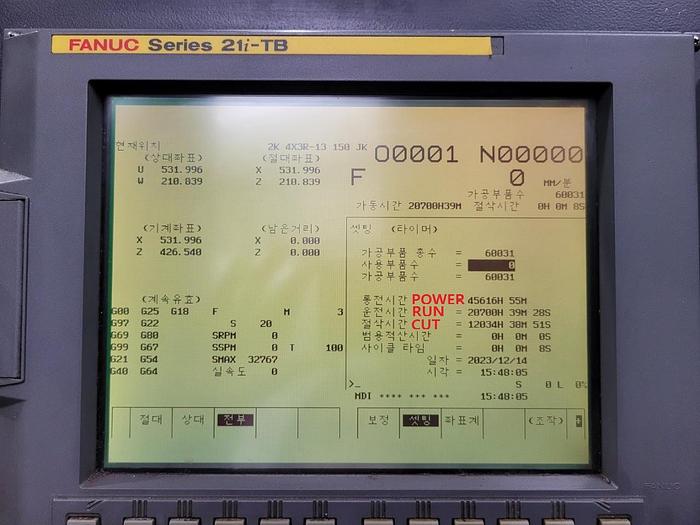 FANUC Series 21i-TB
현재위치 2K 4X3R-13 150 JK O0001 N00000
(상대좌표) (절대좌표)
U 531.996 X 531.996
W 210.839 Z 210.839
F 0 MM/분
가공부품수 60031
가동시간 20700H39M 절삭시간 0H 0M 8S
(기계좌표) (남은거리)
X 531.996 X 0.000
Z 426.540 Z 0.000
(계속유효)
G00 G25 G18 F M 3
G97 G22 S 20
G69 G80 SRPM 0
G99 G67 SSPM 0 T 100
G21 G54 SMAX 32767
G40 G64 실속도 0
셋팅 (타이머)
가공부품 총수 = 60031
사용부품수 = 0
가공부품수 = 60031
통전시간 POWER 45616H 55M
운전시간 RUN = 20700H 39M 28S
절삭시간 CUT = 12034H 38M 51S
범용적산시간 = 0H 0M 0S
사이클 타임 = 0H 0M 8S
일자 = 2023/12/14
시각 = 15:48:05
>_
S 0 L 0%
MDI **** *** *** 15:48:05
절대 상대 전부 보정 셋팅 좌표계 (조작) +
FANUC